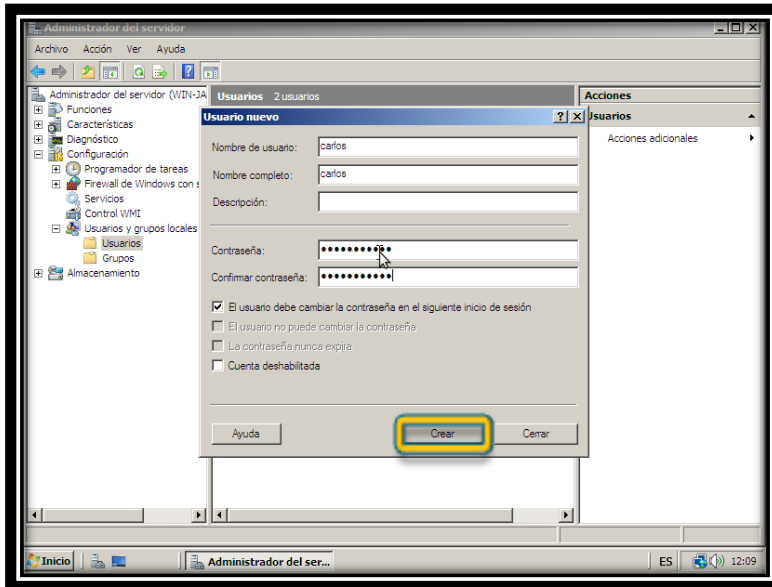 Administrador del servidor
Archivo Acción Ver Ayuda
Administrador del servidor (WIN-JA
Funciones
Características
Diagnóstico
Configuración
Programador de tareas
Firewall de Windows con s
Servicios
Control WMI
Usuarios y grupos locales
Usuarios
Grupos
Almacenamiento
Usuarios 2 usuarios
Usuario nuevo
Nombre de usuario: carlos
Nombre completo: carlos
Descripción:
Contraseña: •••••••••••
Confirmar contraseña: •••••••••••
El usuario debe cambiar la contraseña en el siguiente inicio de sesión
El usuario no puede cambiar la contraseña
La contraseña nunca expira
Cuenta deshabilitada
Ayuda Crear Cerrar
Acciones
Usuarios
Acciones adicionales
Inicio Administrador del ser... ES 12:09